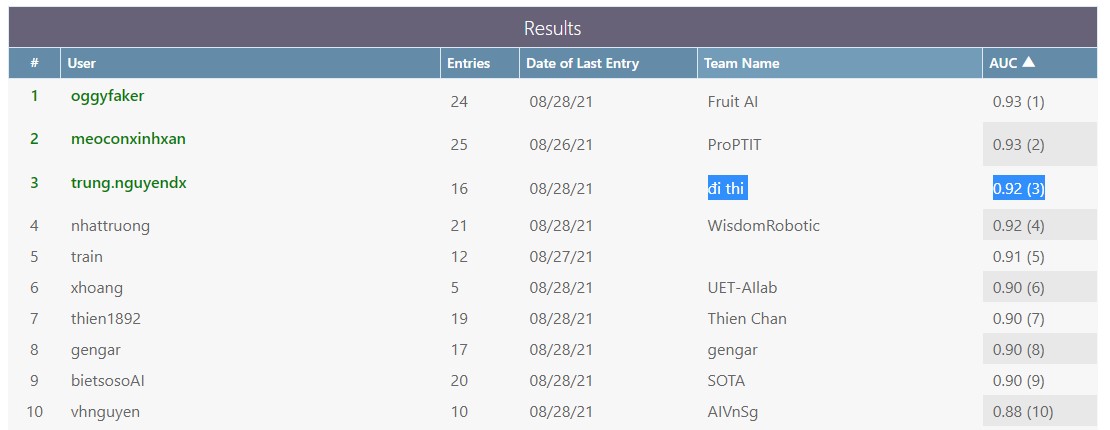 Results
# User Entries Date of Last Entry Team Name AUC ▲
1 oggyfaker 24 08/28/21 Fruit AI 0.93 (1)
2 meoconxinhxan 25 08/26/21 ProPTIT 0.93 (2)
3 trung.nguyendx 16 08/28/21 đi thi 0.92 (3)
4 nhattruong 21 08/28/21 WisdomRobotic 0.92 (4)
5 train 12 08/27/21 0.91 (5)
6 xhoang 5 08/28/21 UET-AIlab 0.90 (6)
7 thien1892 19 08/28/21 Thien Chan 0.90 (7)
8 gengar 17 08/28/21 gengar 0.90 (8)
9 bietsosoAI 20 08/28/21 SOTA 0.90 (9)
10 vhnguyen 10 08/28/21 AIVnSg 0.88 (10)